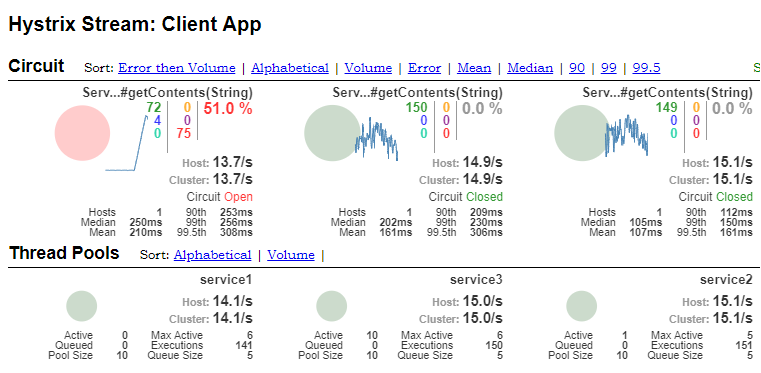 Hystrix Stream: Client App
Circuit Sort: Error then Volume | Alphabetical | Volume | Error | Mean | Median | 90 | 99 | 99.5 S
Serv...#getContents(String) Serv...#getContents(String) Serv...#getContents(String)
72 0 51.0 % 150 0 0.0 % 149 0 0.0 %
4 0 0 0 0 0
0 75 0 0 0 0
Host: 13.7/s Host: 14.9/s Host: 15.1/s
Cluster: 13.7/s Cluster: 14.9/s Cluster: 15.1/s
Circuit Open Circuit Closed Circuit Closed
Hosts 1 90th 253ms Hosts 1 90th 209ms Hosts 1 90th 112ms
Median 250ms 99th 256ms Median 202ms 99th 230ms Median 105ms 99th 150ms
Mean 210ms 99.5th 308ms Mean 161ms 99.5th 306ms Mean 107ms 99.5th 161ms
Thread Pools Sort: Alphabetical | Volume |
service1 service3 service2
Host: 14.1/s Host: 15.0/s Host: 15.1/s
Cluster: 14.1/s Cluster: 15.0/s Cluster: 15.1/s
Active 0 Max Active 6 Active 10 Max Active 6 Active 1 Max Active 5
Queued 0 Executions 141 Queued 0 Executions 150 Queued 0 Executions 151
Pool Size 10 Queue Size 5 Pool Size 10 Queue Size 5 Pool Size 10 Queue Size 5